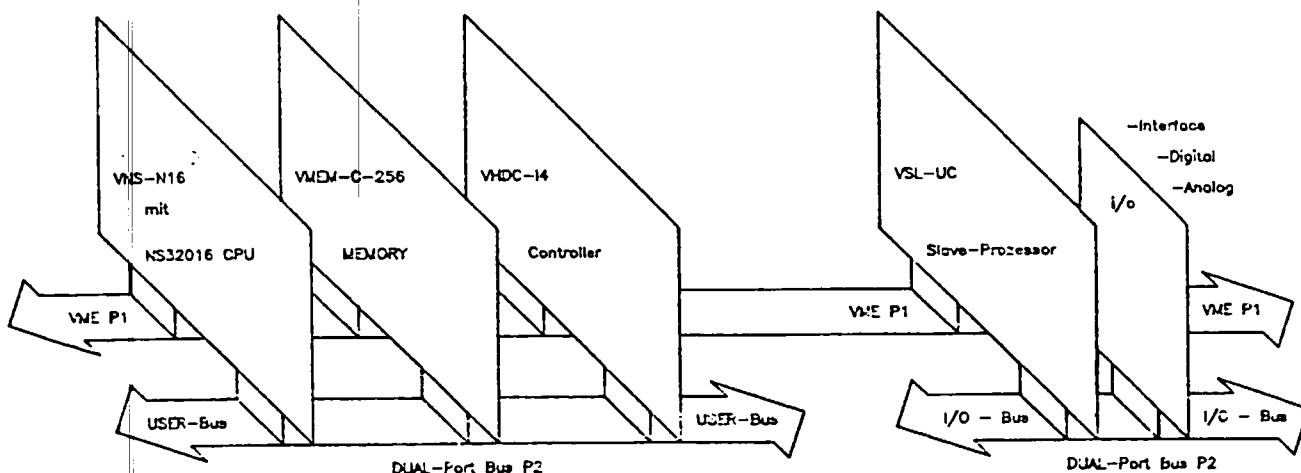 VNS-N16
mit
NS32016 CPU
VMEM-C-256
MEMORY
VHDC-I4
Controller
VSL-UC
Slave-Prozessor
i/o
-Interface
-Digital
-Analog
VME P1
VME P1
VME P1
USER-Bus
USER-Bus
I/O - Bus
I/O - Bus
DUAL-Port Bus P2
DUAL-Port Bus P2